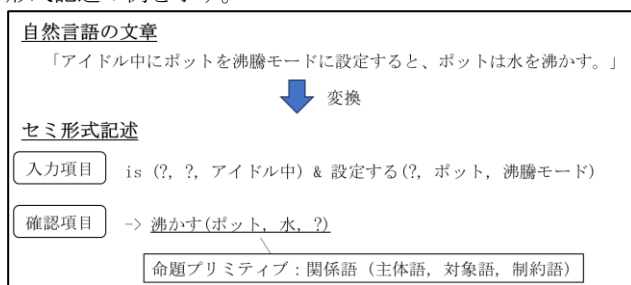 自然言語の文章
「アイドル中にポットを沸騰モードに設定すると、ポットは水を沸かす。」
変換
セミ形式記述
入力項目 is (?, ?, アイドル中) & 設定する(?, ポット, 沸騰モード)
確認項目 -> 沸かす(ポット, 水, ?)
命題プリミティブ：関係語（主体語, 対象語, 制約語）